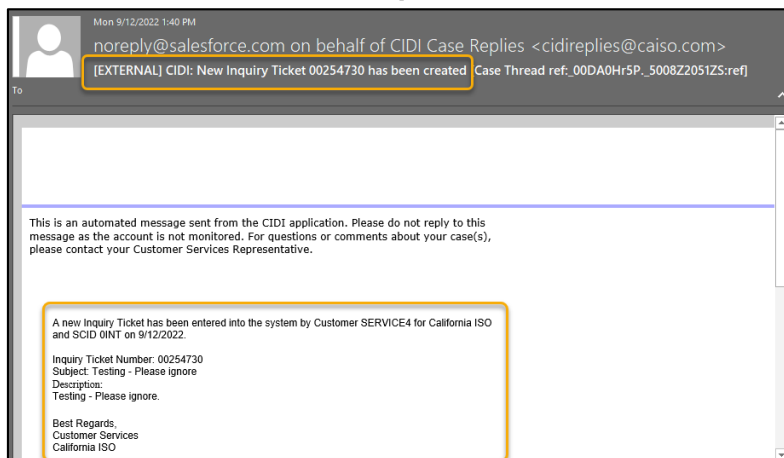 Mon 9/12/2022 1:40 PM
noreply@salesforce.com on behalf of CIDI Case Replies <cidireplies@caiso.com>
[EXTERNAL] CIDI: New Inquiry Ticket 00254730 has been created Case Thread ref:_00DA0Hr5P._5008Z2051ZS:ref]
To
This is an automated message sent from the CIDI application. Please do not reply to this
message as the account is not monitored. For questions or comments about your case(s),
please contact your Customer Services Representative.
A new Inquiry Ticket has been entered into the system by Customer SERVICE4 for California ISO
and SCID 0INT on 9/12/2022.
Inquiry Ticket Number: 00254730
Subject: Testing - Please ignore
Description:
Testing - Please ignore.
Best Regards,
Customer Services
California ISO